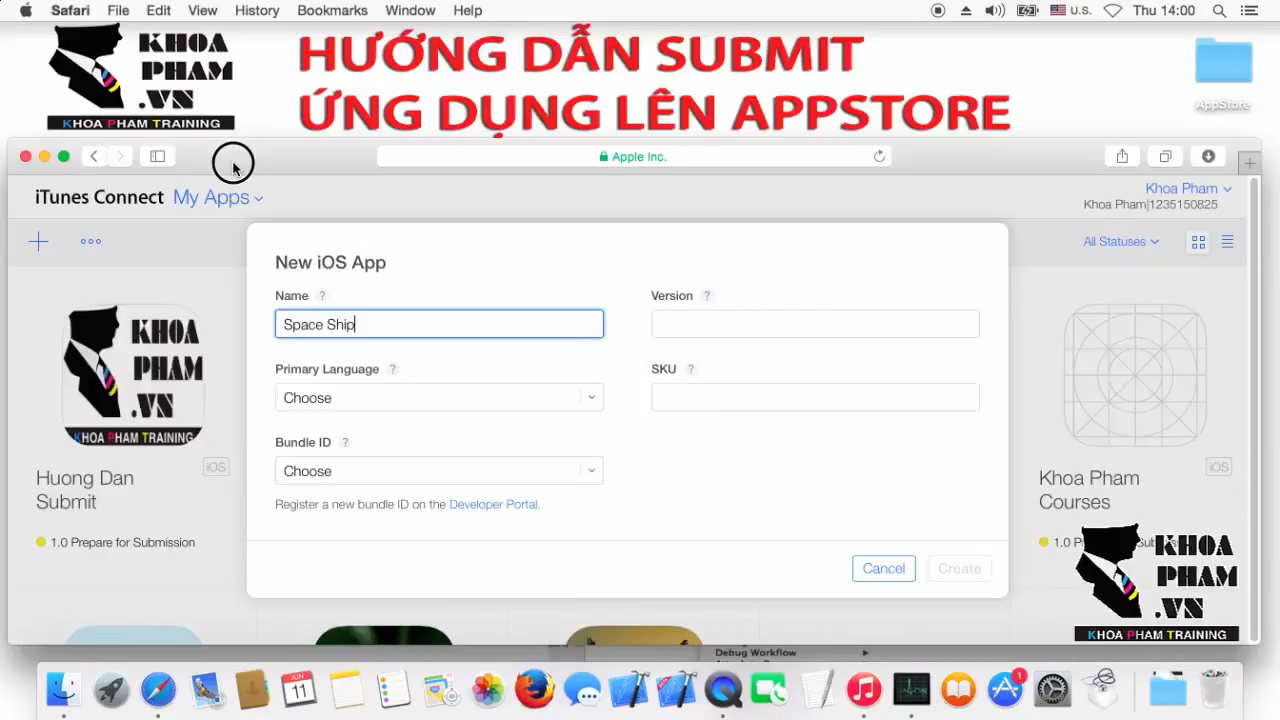 Safari File Edit View History Bookmarks Window Help
U.S. Thu 14:00
KHOA
PHAM
.VN
KHOA PHAM TRAINING
HƯỚNG DẪN SUBMIT
ỨNG DỤNG LÊN APPSTORE
AppStore
Apple Inc.
iTunes Connect My Apps
Khoa Pham
Khoa Pham|1235150825
All Statuses
New iOS App
Name ?
Space Ship
Version ?
Primary Language ?
Choose
SKU ?
Bundle ID ?
Choose
Register a new bundle ID on the Developer Portal.
Cancel Create
KHOA
PHAM
.VN
KHOA PHAM TRAINING
Huong Dan
Submit
iOS
1.0 Prepare for Submission
Khoa Pham
Courses
iOS
KHOA
PHAM
.VN
KHOA PHAM TRAINING
Debug Workflow
JUN
11
1